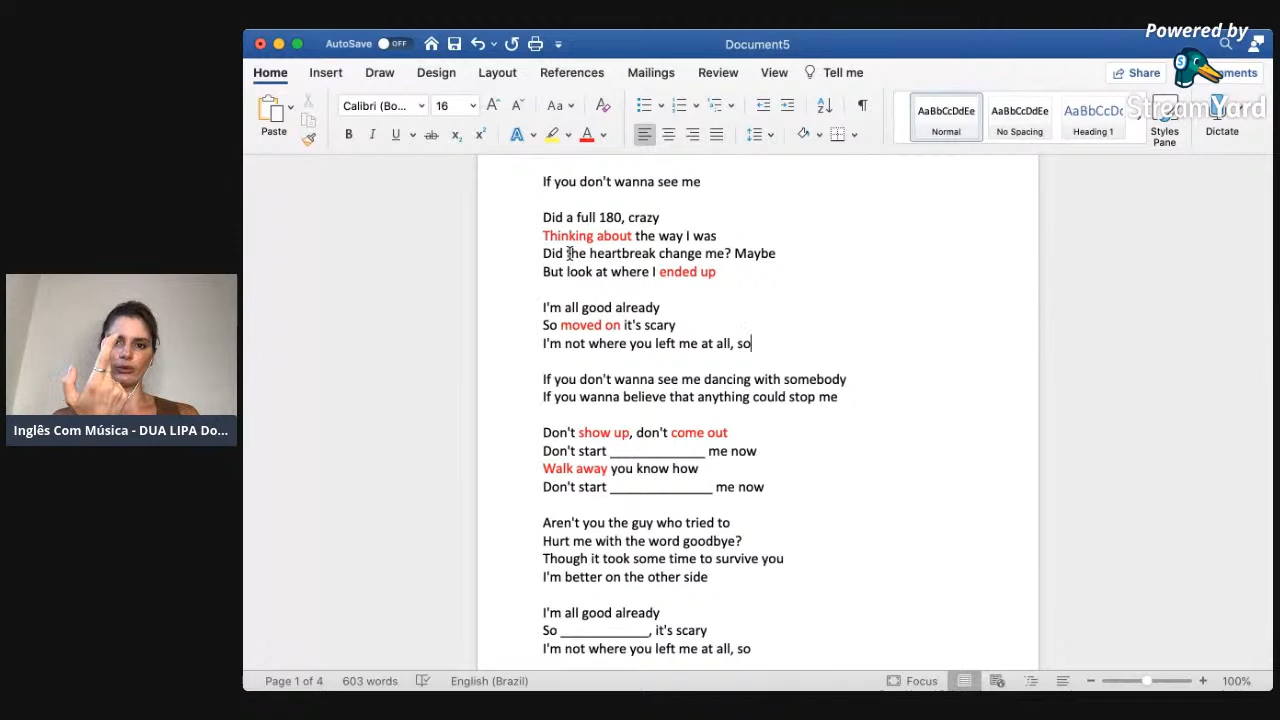 Powered by
StreamYard
AutoSave OFF
Document5
Home Insert Draw Design Layout References Mailings Review View Tell me
Share
mments
Paste
Calibri (Bo... 16
AaBbCcDdEe AaBbCcDdEe AaBbCcDc
Normal No Spacing Heading 1
Styles Pane
Dictate
If you don't wanna see me
Did a full 180, crazy
Thinking about the way I was
Did the heartbreak change me? Maybe
But look at where I ended up
I'm all good already
So moved on it's scary
I'm not where you left me at all, so
If you don't wanna see me dancing with somebody
If you wanna believe that anything could stop me
Don't show up, don't come out
Don't start ______________ me now
Walk away you know how
Don't start _______________ me now
Aren't you the guy who tried to
Hurt me with the word goodbye?
Though it took some time to survive you
I'm better on the other side
I'm all good already
So _____________, it's scary
I'm not where you left me at all, so
Inglês Com Música - DUA LIPA Do...
Page 1 of 4 603 words English (Brazil) Focus 100%